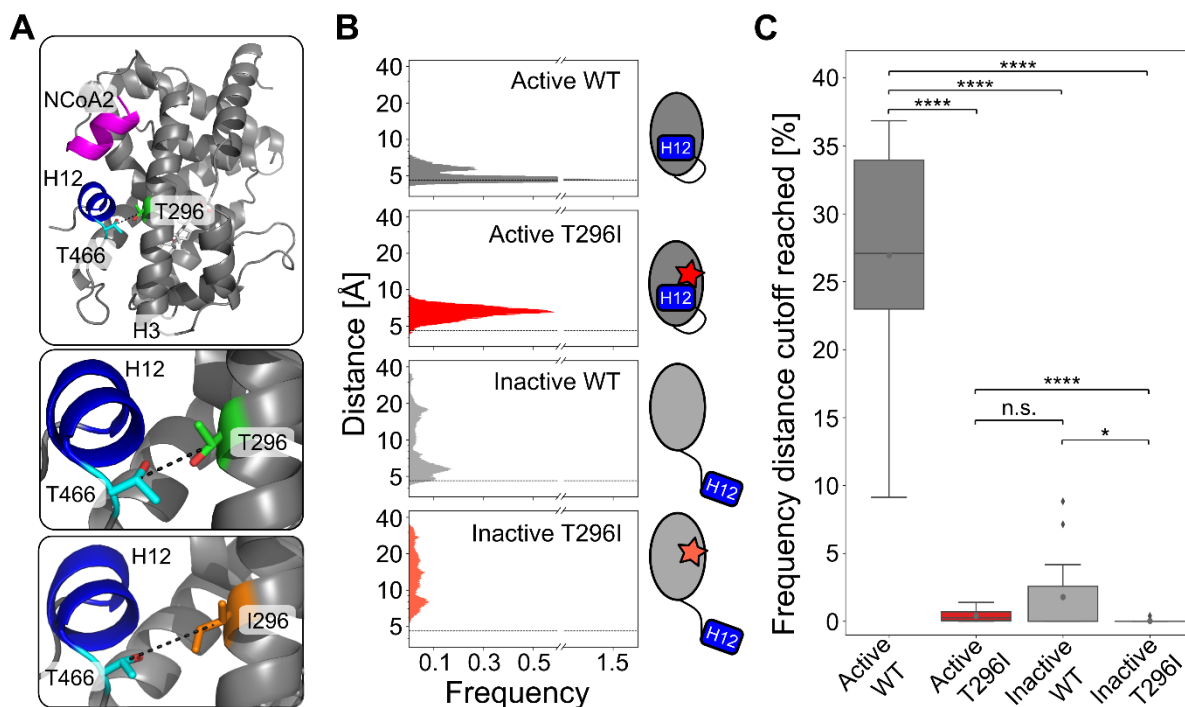 A
NCoA2
H12
T296
T466
H3
H12
T296
T466
H12
I296
T466
B
Distance [Å]
40
20
10
5
Active WT
H12
40
20
10
5
Active T296I
H12
40
20
10
5
Inactive WT
H12
40
20
10
5
Inactive T296I
H12
0.1 0.3 0.6 1.5
Frequency
C
Frequency distance cutoff reached [%]
40
35
30
25
20
15
10
5
0
****
****
****
****
n.s.
*
Active
WT
Active
T296I
Inactive
WT
Inactive
T296I